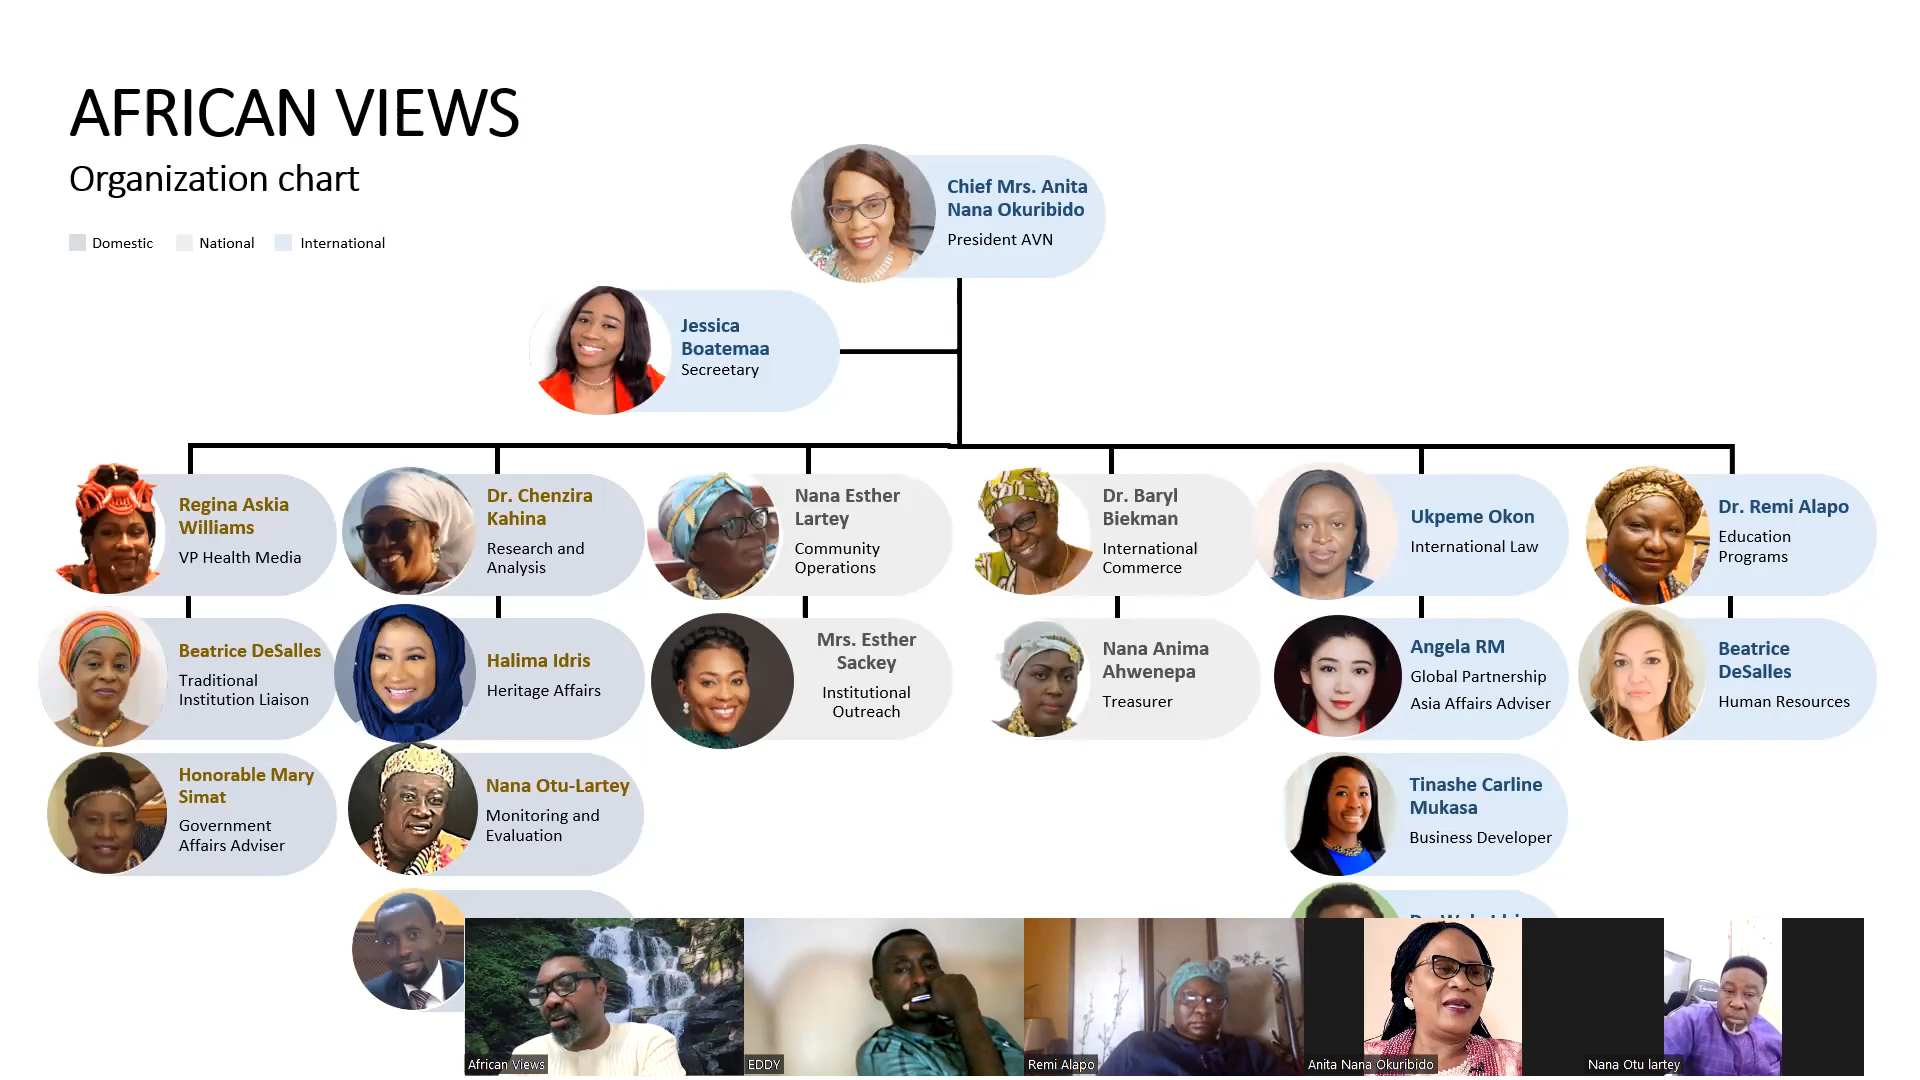 AFRICAN VIEWS
Organization chart
Domestic
National
International
Chief Mrs. Anita
Nana Okuribido
President AVN
Jessica
Boatemaa
Secreetary
Regina Askia
Williams
VP Health Media
Dr. Chenzira
Kahina
Research and
Analysis
Nana Esther
Lartey
Community
Operations
Dr. Baryl
Biekman
International
Commerce
Ukpeme Okon
International Law
Dr. Remi Alapo
Education
Programs
Beatrice DeSalles
Traditional
Institution Liaison
Halima Idris
Heritage Affairs
Mrs. Esther
Sackey
Institutional
Outreach
Nana Anima
Ahwenepa
Treasurer
Angela RM
Global Partnership
Asia Affairs Adviser
Beatrice
DeSalles
Human Resources
Honorable Mary
Simat
Government
Affairs Adviser
Nana Otu-Lartey
Monitoring and
Evaluation
Tinashe Carline
Mukasa
Business Developer
African Views
EDDY
Remi Alapo
Anita Nana Okuribido
Nana Otu lartey